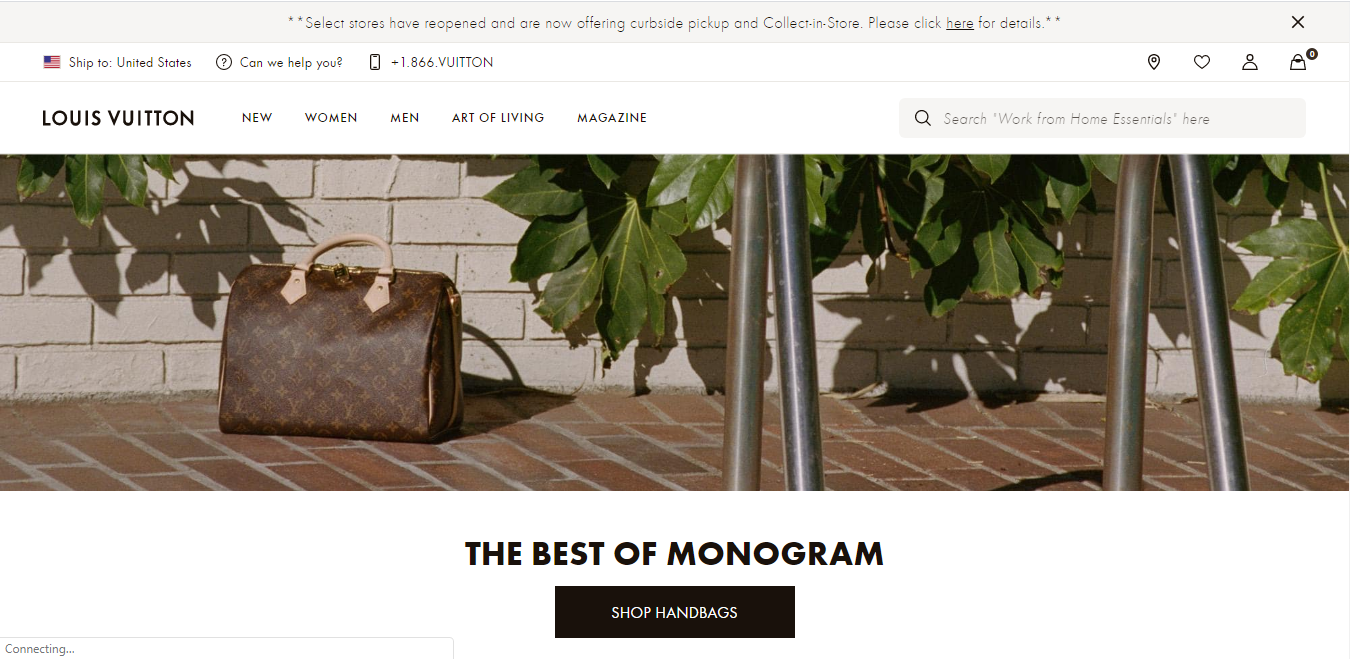 **Select stores have reopened and are now offering curbside pickup and Collect-in-Store. Please click here for details.**
Ship to: United States
Can we help you?
+1.866.VUITTON
0
LOUIS VUITTON
NEW
WOMEN
MEN
ART OF LIVING
MAGAZINE
Search "Work from Home Essentials" here
THE BEST OF MONOGRAM
SHOP HANDBAGS
Connecting...